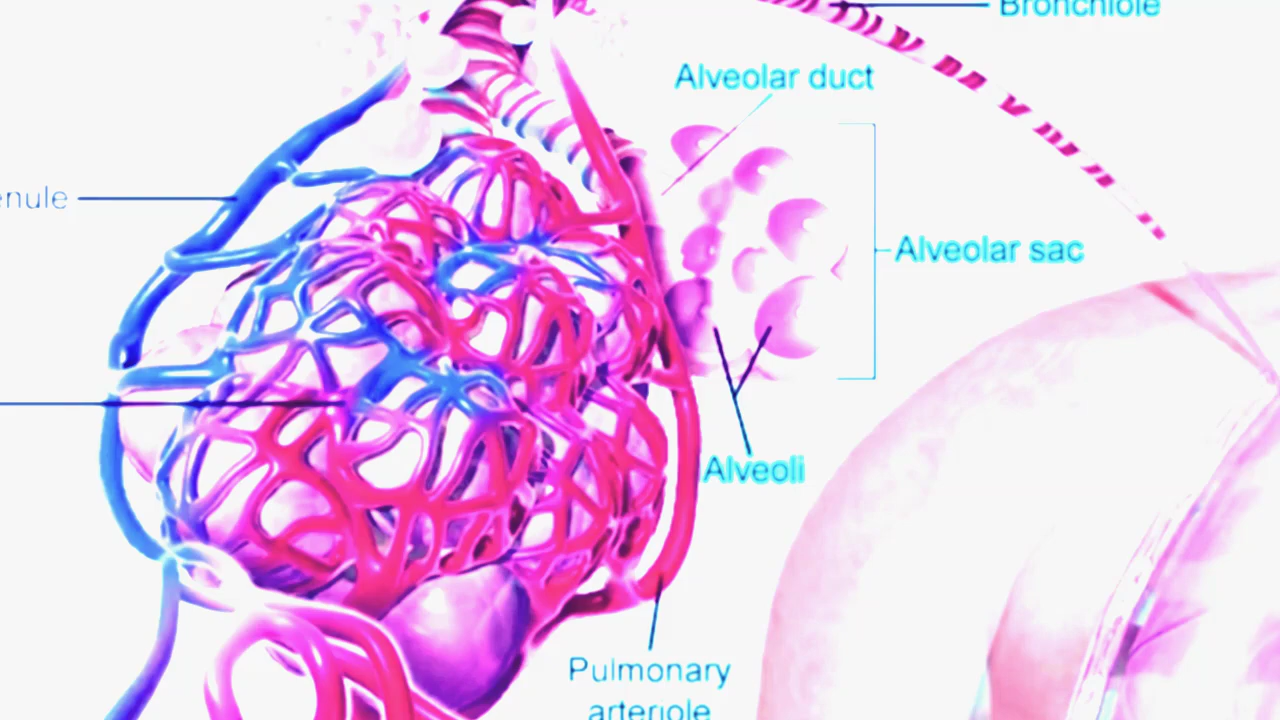 Bronchiole
Alveolar duct
enule
Alveolar sac
Alveoli
Pulmonary
arteriole